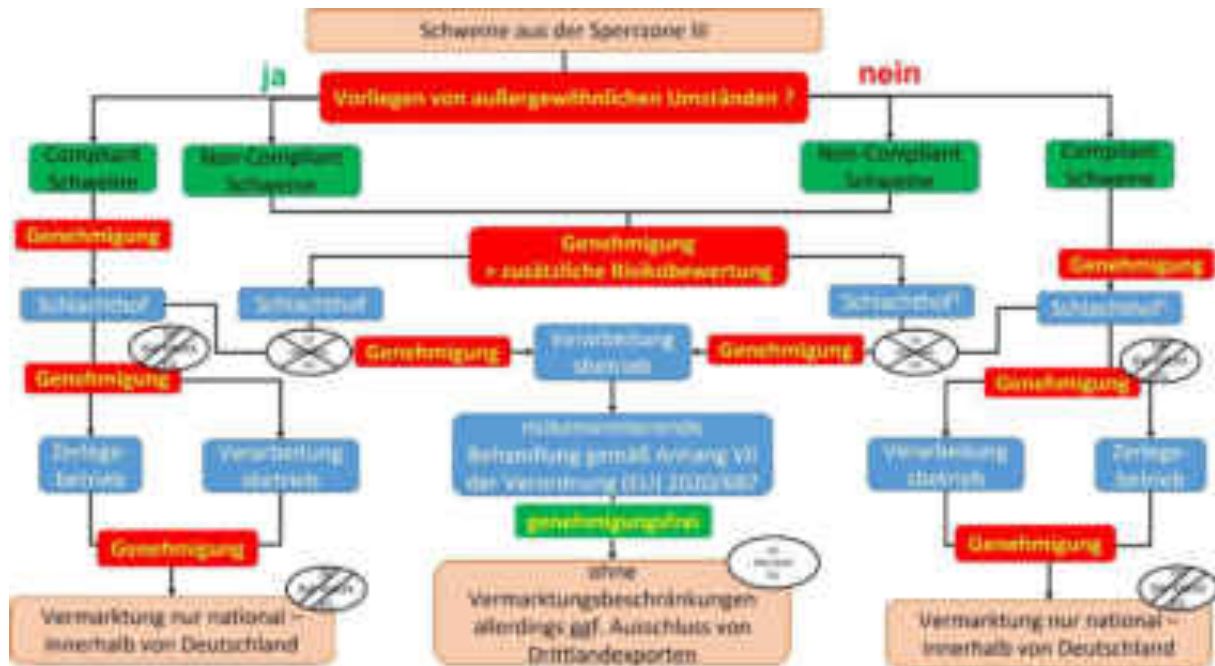 Schweine aus der Sperrzone III
ja
nein
Vorliegen von außergewöhnlichen Umständen ?
Compliant
Schweine
Non-Compliant
Schweine
Non-Compliant
Schweine
Compliant
Schweine
Genehmigung
Genehmigung
+ zusätzliche Risikobewertung
Genehmigung
Schlachthof
Schlachthof
Schlachthof
Schlachthof
Genehmigung
Verarbeitung
sbetrieb
Genehmigung
Genehmigung
Genehmigung
Zerlege-
betrieb
Verarbeitung
sbetrieb
risikomindernde
Behandlung gemäß Anhang VII
der Verordnung (EU)
Verarbeitung
sbetrieb
Zerlege-
betrieb
Genehmigung
genehmigungsfrei
Genehmigung
Vermarktung nur national –
innerhalb von Deutschland
ohne
Vermarktungsbeschränkungen
allerdings ggf. Ausschluss von
Drittlandexporten
Vermarktung nur national –
innerhalb von Deutschland